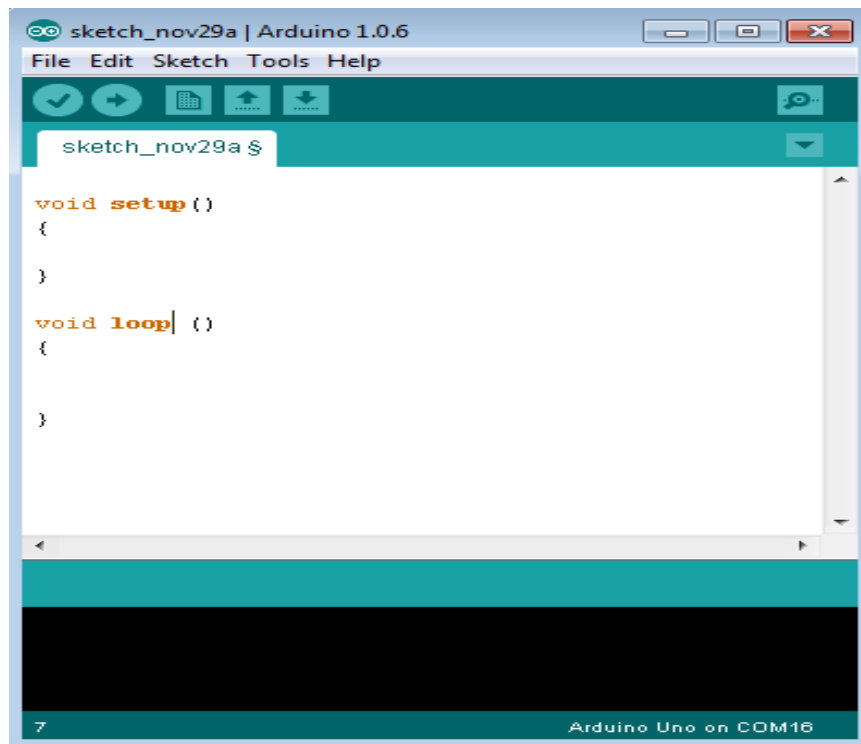 sketch_nov29a | Arduino 1.0.6
File Edit Sketch Tools Help
sketch_nov29a §
void setup()
{
}
void loop ()
{
}
7 Arduino Uno on COM16